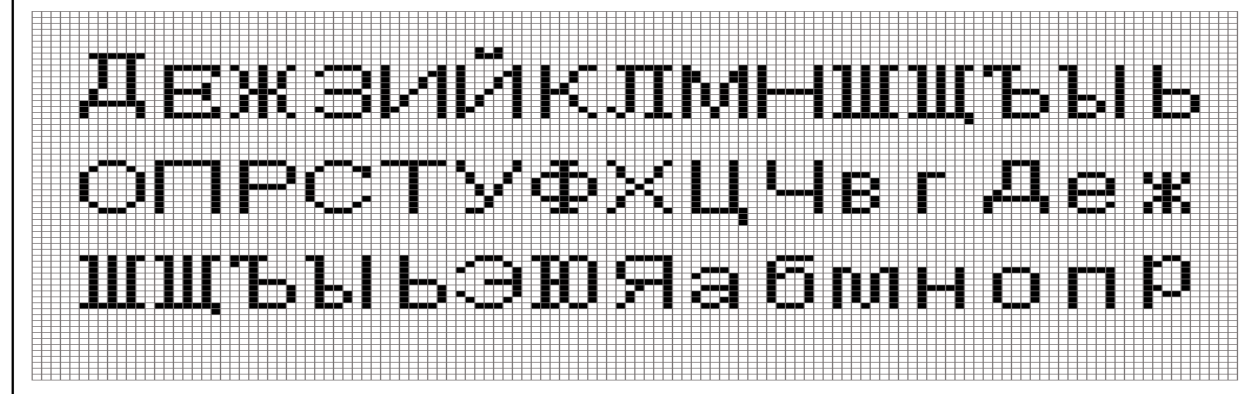 ДЕЖЗИЙКЛМНШЩЪЫЬ
ОПРСТУФХЦЧвгдеж
ШЩЪЫЬЭЮЯабмнопр